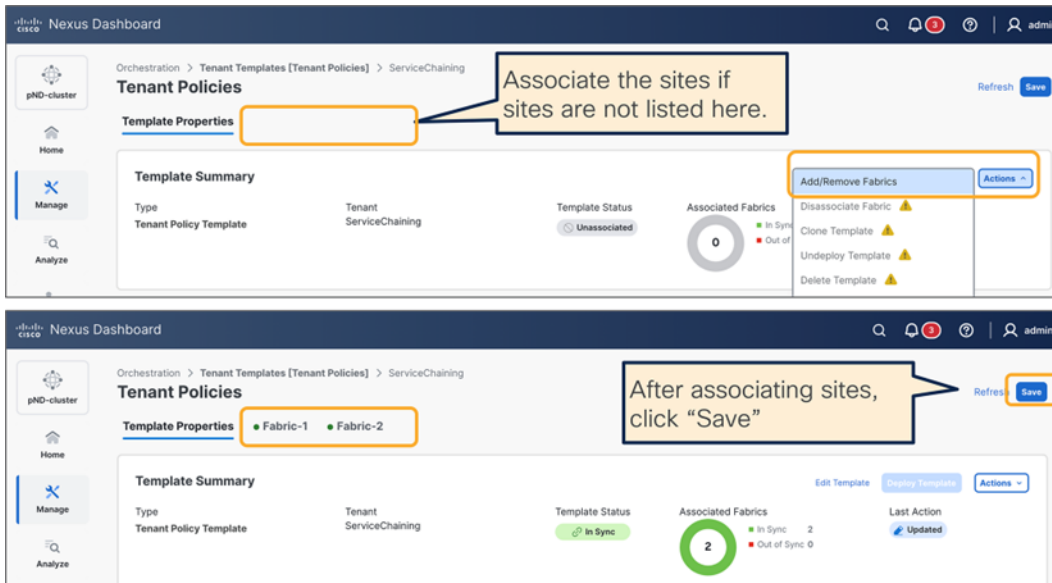 cisco Nexus Dashboard
3
admi
pND-cluster
Home
Manage
Analyze
Orchestration > Tenant Templates [Tenant Policies] > ServiceChaining
Tenant Policies
Refresh Save
Template Properties
Associate the sites if
sites are not listed here.
Template Summary
Actions
Type
Tenant Policy Template
Tenant
ServiceChaining
Template Status
Unassociated
Associated Fabrics
0
In Sync
Out of
Add/Remove Fabrics
Disassociate Fabric
Clone Template
Undeploy Template
Delete Template
cisco Nexus Dashboard
3
admin
pND-cluster
Home
Manage
Analyze
Orchestration > Tenant Templates [Tenant Policies] > ServiceChaining
Tenant Policies
Refresh Save
Template Properties Fabric-1 Fabric-2
After associating sites,
click “Save”
Template Summary
Edit Template Deploy Template Actions
Type
Tenant Policy Template
Tenant
ServiceChaining
Template Status
In Sync
Associated Fabrics
2
In Sync 2
Out of Sync 0
Last Action
Updated